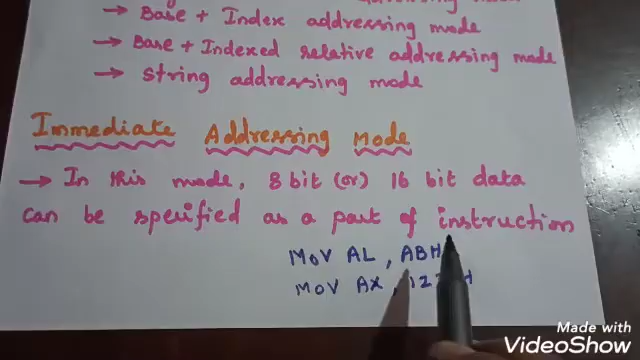 → Base + Index addressing mode
→ Base + Indexed relative addressing mode
→ string addressing mode
Immediate Addressing Mode
→ In this mode, 8 bit (or) 16 bit data
can be specified as a part of instruction
MOV AL, ABH
MOV AX,
Made with
VideoShow